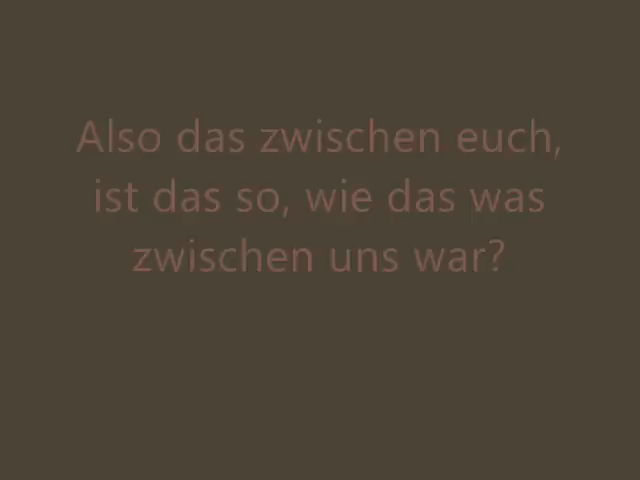 Also das zwischen euch,
ist das so, wie das was
zwischen uns war?